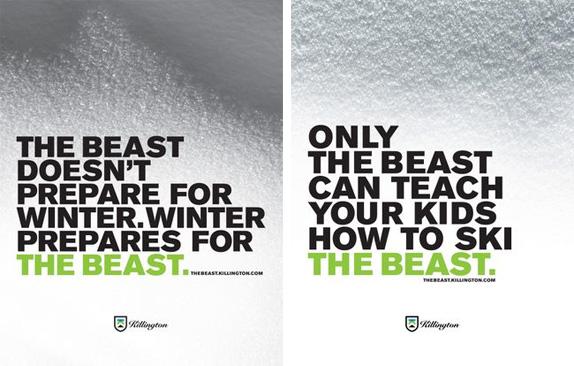 THE BEAST
DOESN'T
PREPARE FOR
WINTER.WINTER
PREPARES FOR
THE BEAST.
THEBEAST.KILLINGTON.COM
Killington
ONLY
THE BEAST
CAN TEACH
YOUR KIDS
HOW TO SKI
THE BEAST.
THEBEAST.KILLINGTON.COM
Killington